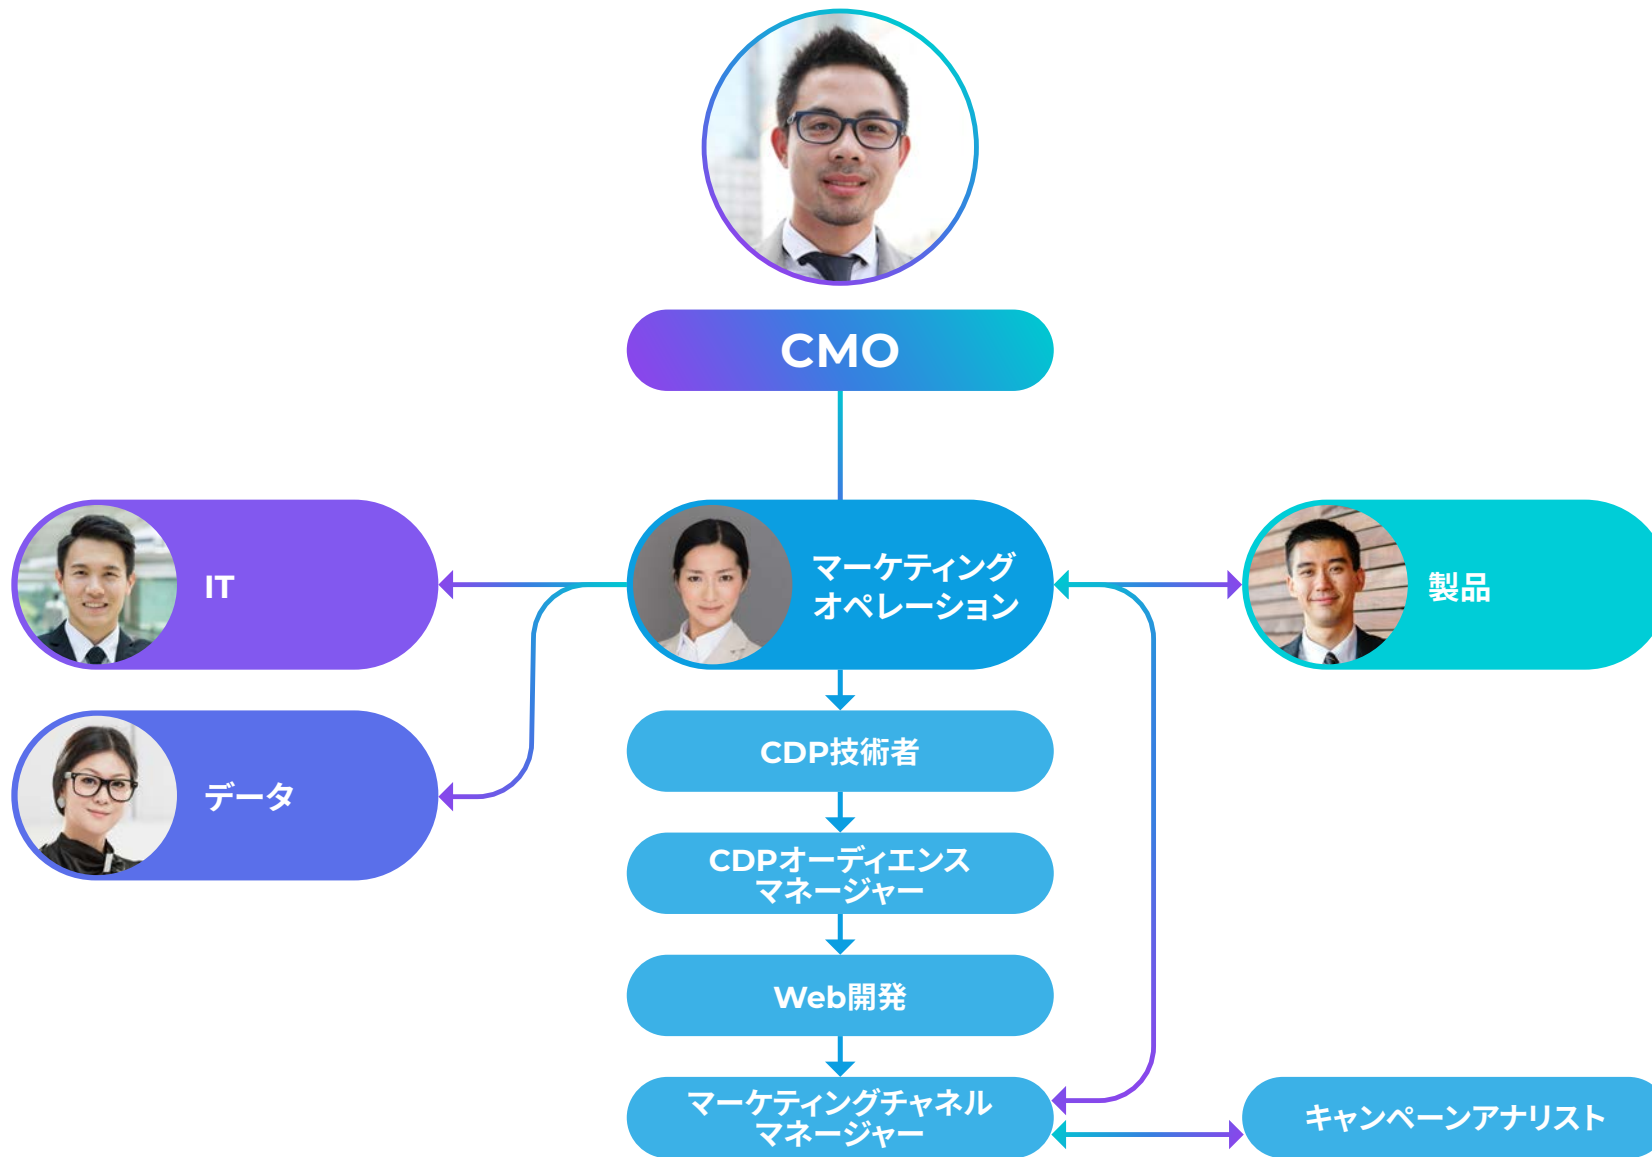 CMO
IT
マーケティング
オペレーション
製品
データ
CDP技術者
CDPオーディエンス
マネージャー
Web開発
マーケティングチャネル
マネージャー
キャンペーンアナリスト